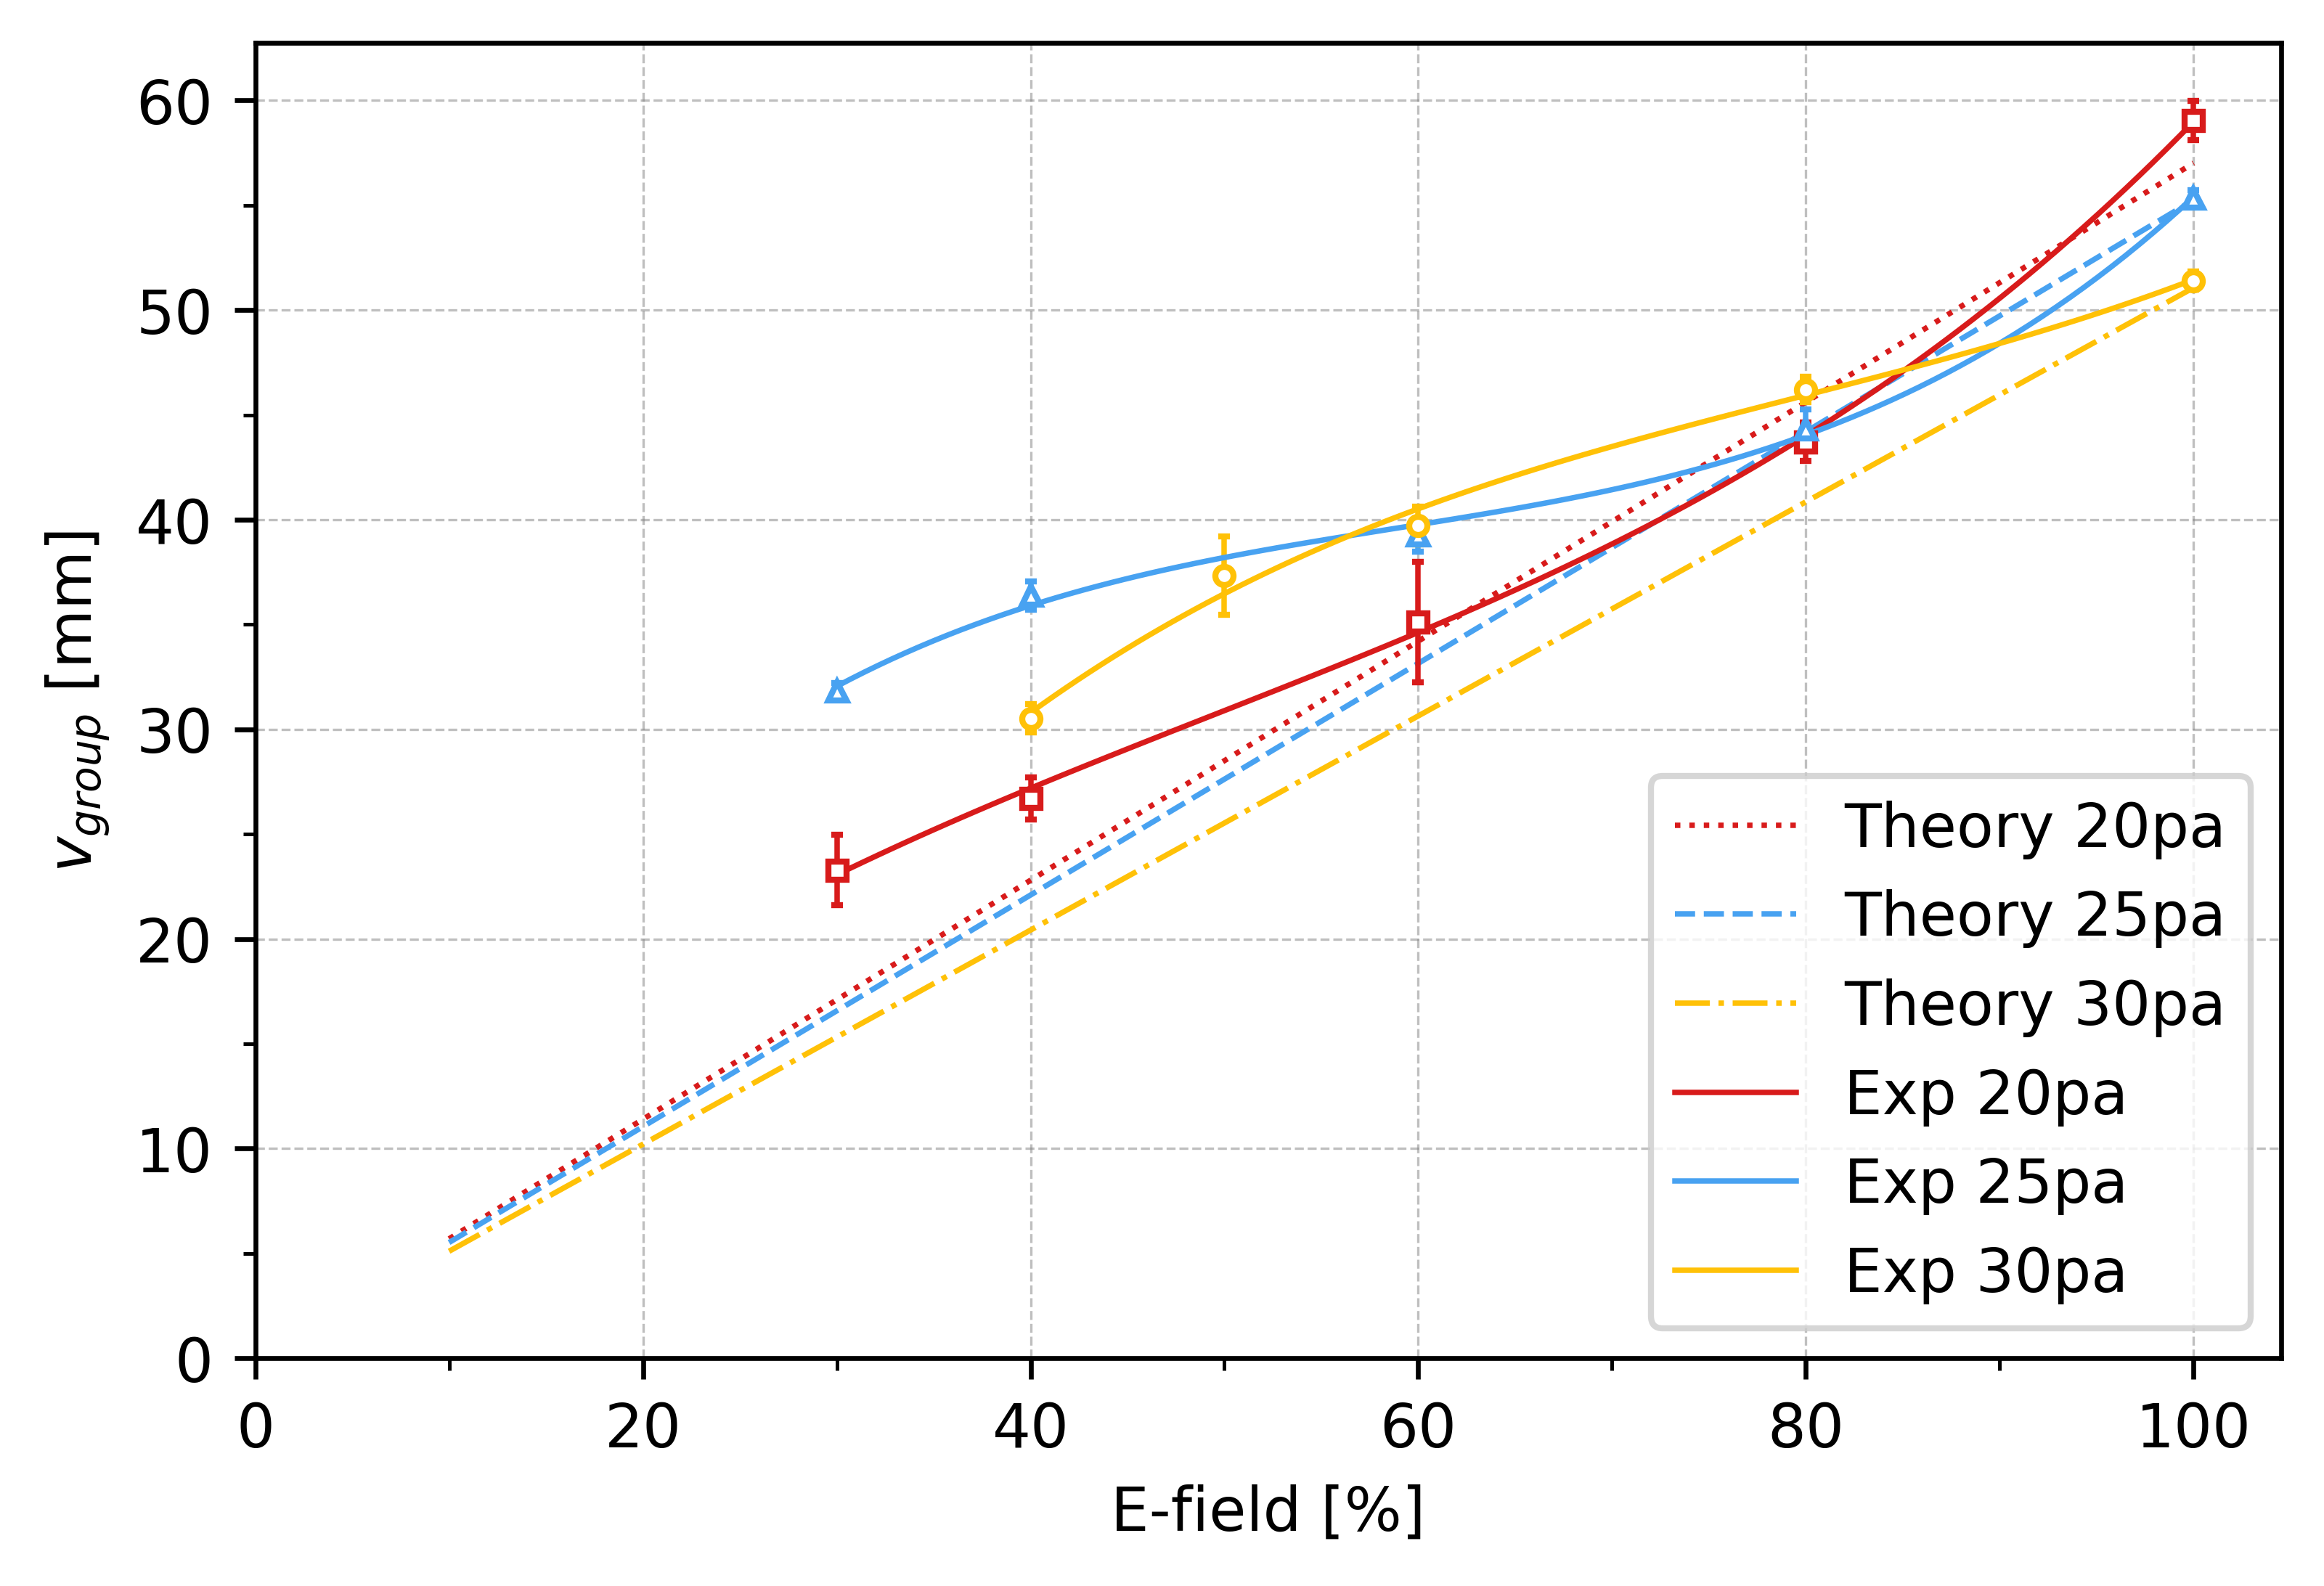 60
50
40
30
20
10
0
0 20 40 60 80 100
v_group [mm]
E-field [%]
Theory 20pa
Theory 25pa
Theory 30pa
Exp 20pa
Exp 25pa
Exp 30pa